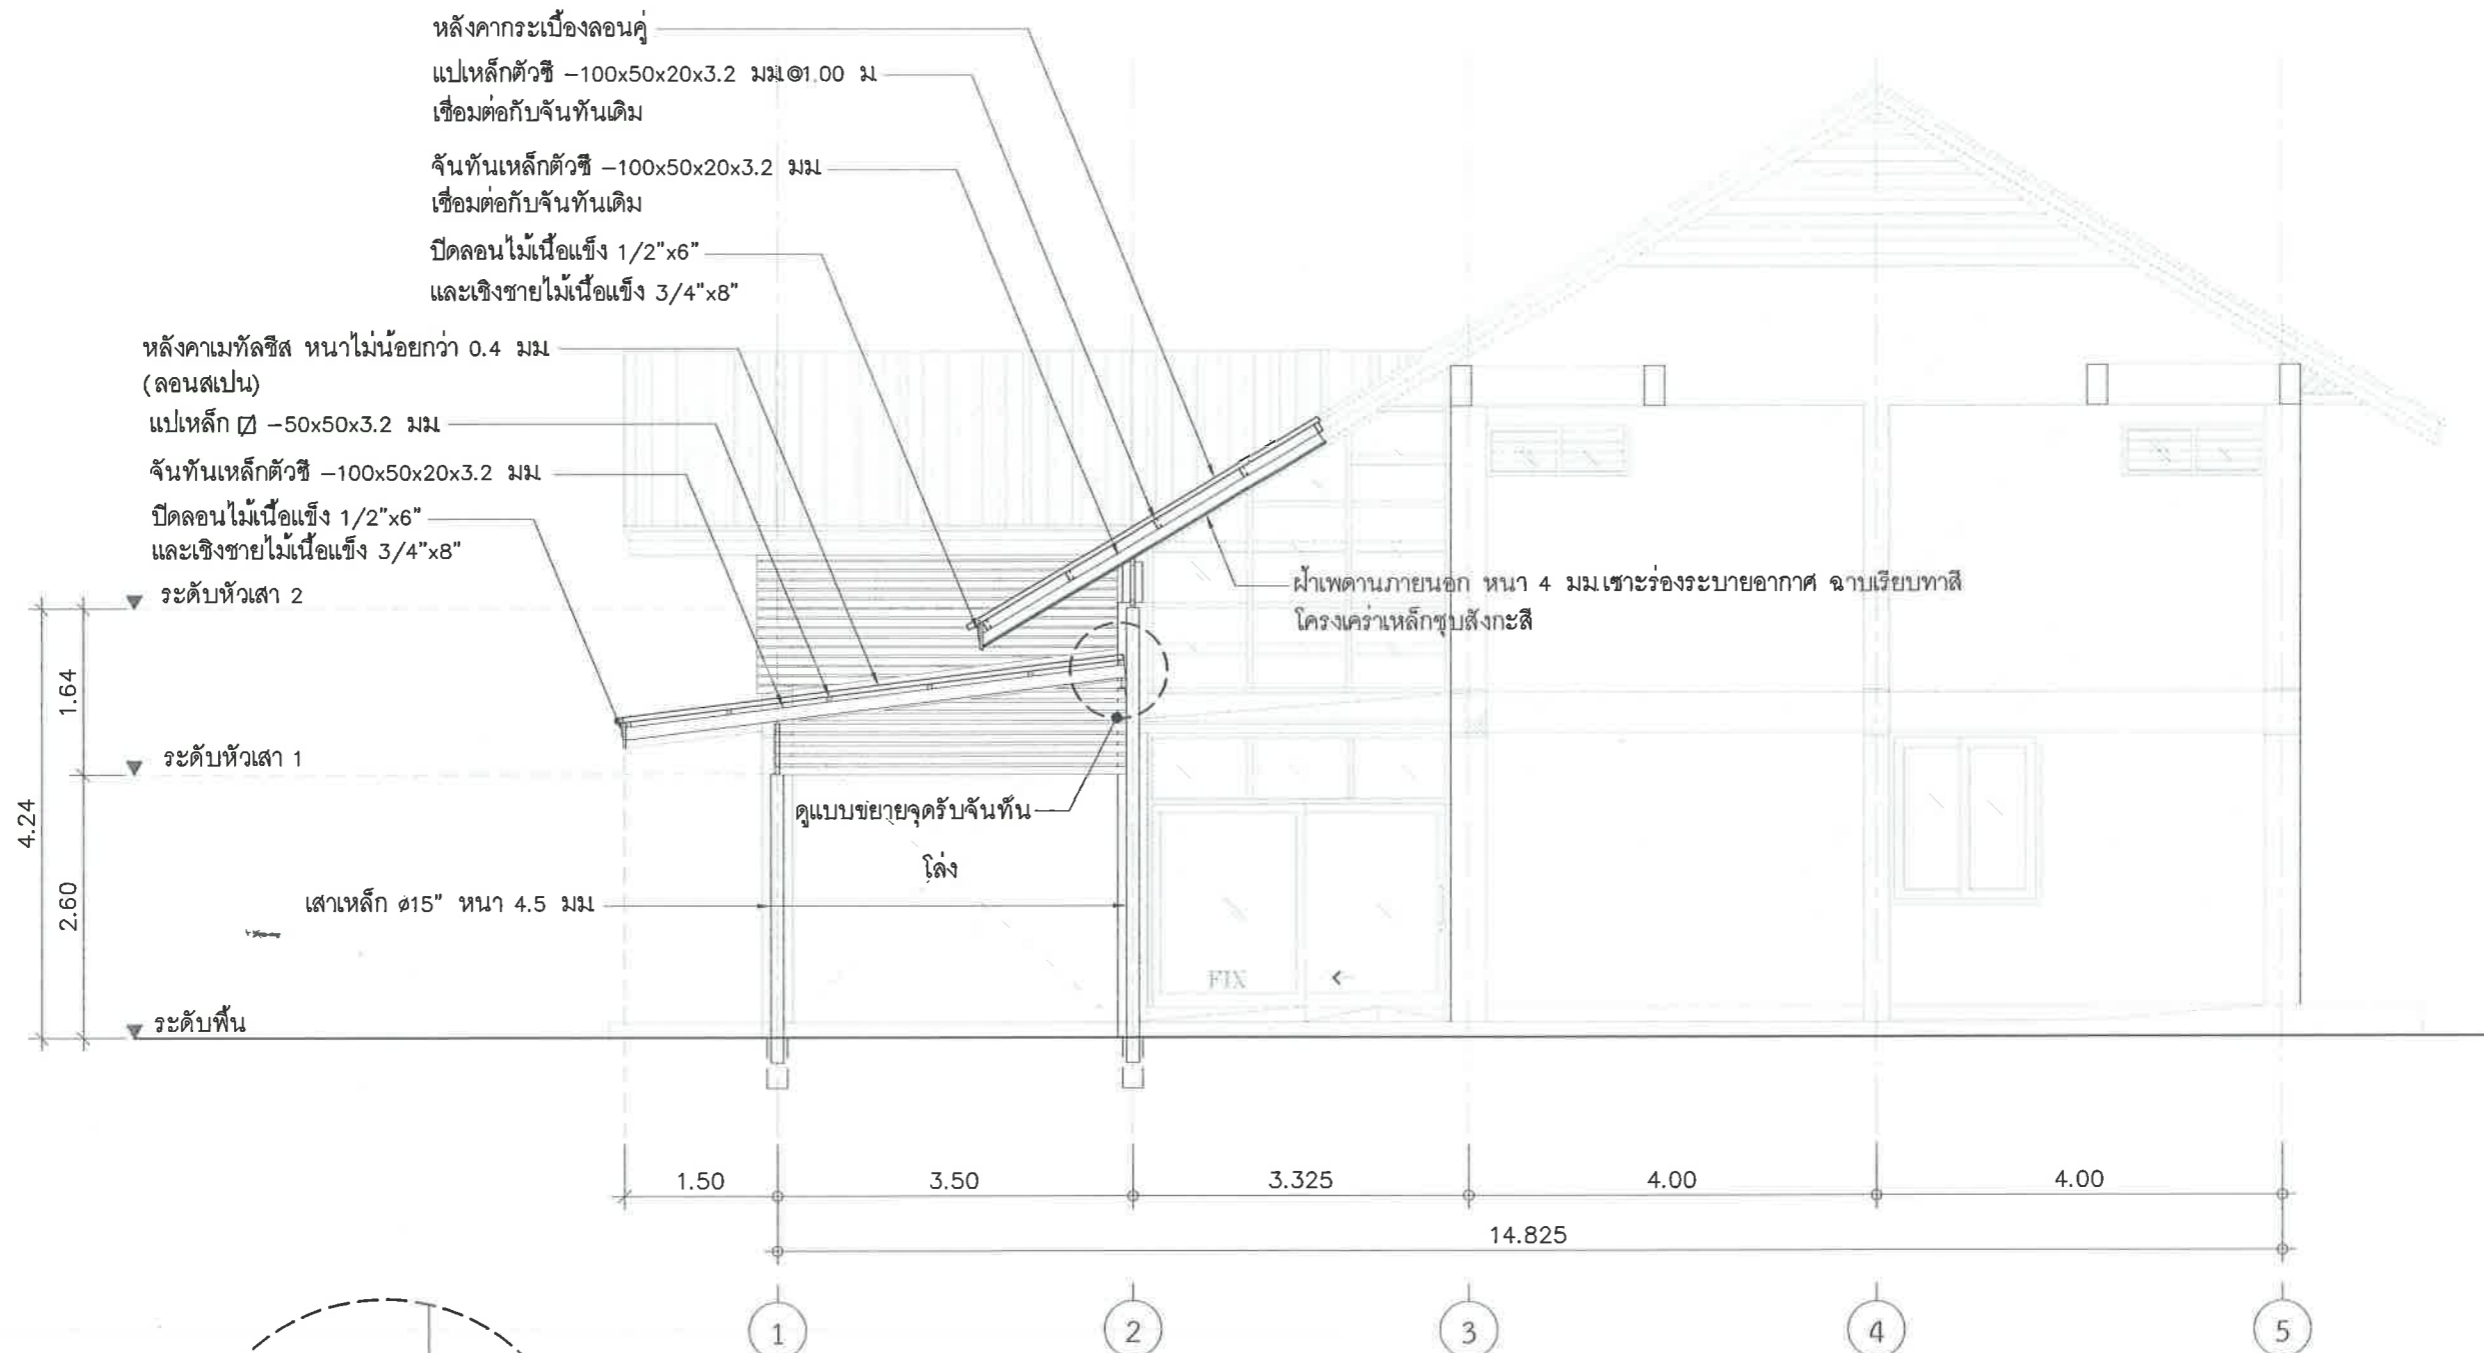 หลังคากระเบื้องลอนคู่
แปเหล็กตัวซี -100x50x20x3.2 มม.@1.00 ม.
เชื่อมต่อกับจันทันเดิม
จันทันเหล็กตัวซี -100x50x20x3.2 มม.
เชื่อมต่อกับจันทันเดิม
ปิดลอนไม้เนื้อแข็ง 1/2"x6"
และเชิงชายไม้เนื้อแข็ง 3/4"x8"
หลังคาเมทัลชีส หนาไม่น้อยกว่า 0.4 มม.
(ลอนสเปน)
แปเหล็ก -50x50x3.2 มม.
จันทันเหล็กตัวซี -100x50x20x3.2 มม.
ปิดลอนไม้เนื้อแข็ง 1/2"x6"
และเชิงชายไม้เนื้อแข็ง 3/4"x8"
ระดับหัวเสา 2
ฝ้าเพดานภายนอก หนา 4 มม.เซาะร่องระบายอากาศ ฉาบเรียบทาสี
โครงเคร่าเหล็กชุบสังกะสี
1.64
ระดับหัวเสา 1
4.24
ดูแบบขยายจุดรับจันทัน
โล่ง
2.60
เสาเหล็ก ø15" หนา 4.5 มม.
FIX
ระดับพื้น
1.50 3.50 3.325 4.00 4.00
14.825
1 2 3 4 5